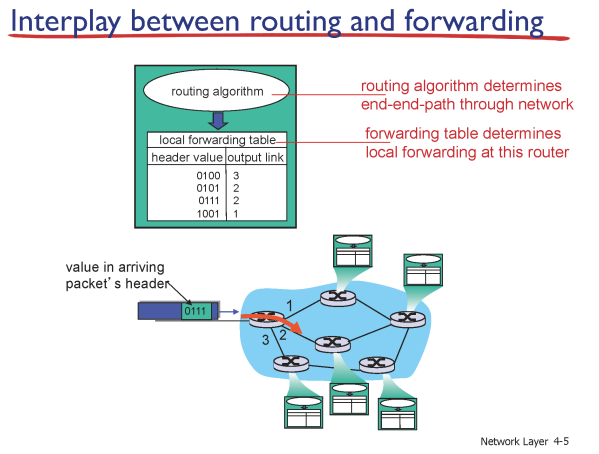 Interplay between routing and forwarding
routing algorithm
routing algorithm determines
end-end-path through network
local forwarding table
header value output link
forwarding table determines
local forwarding at this router
0100 3
0101 2
0111 2
1001 1
value in arriving
packet’s header
0111
1
2
3
Network Layer 4-5